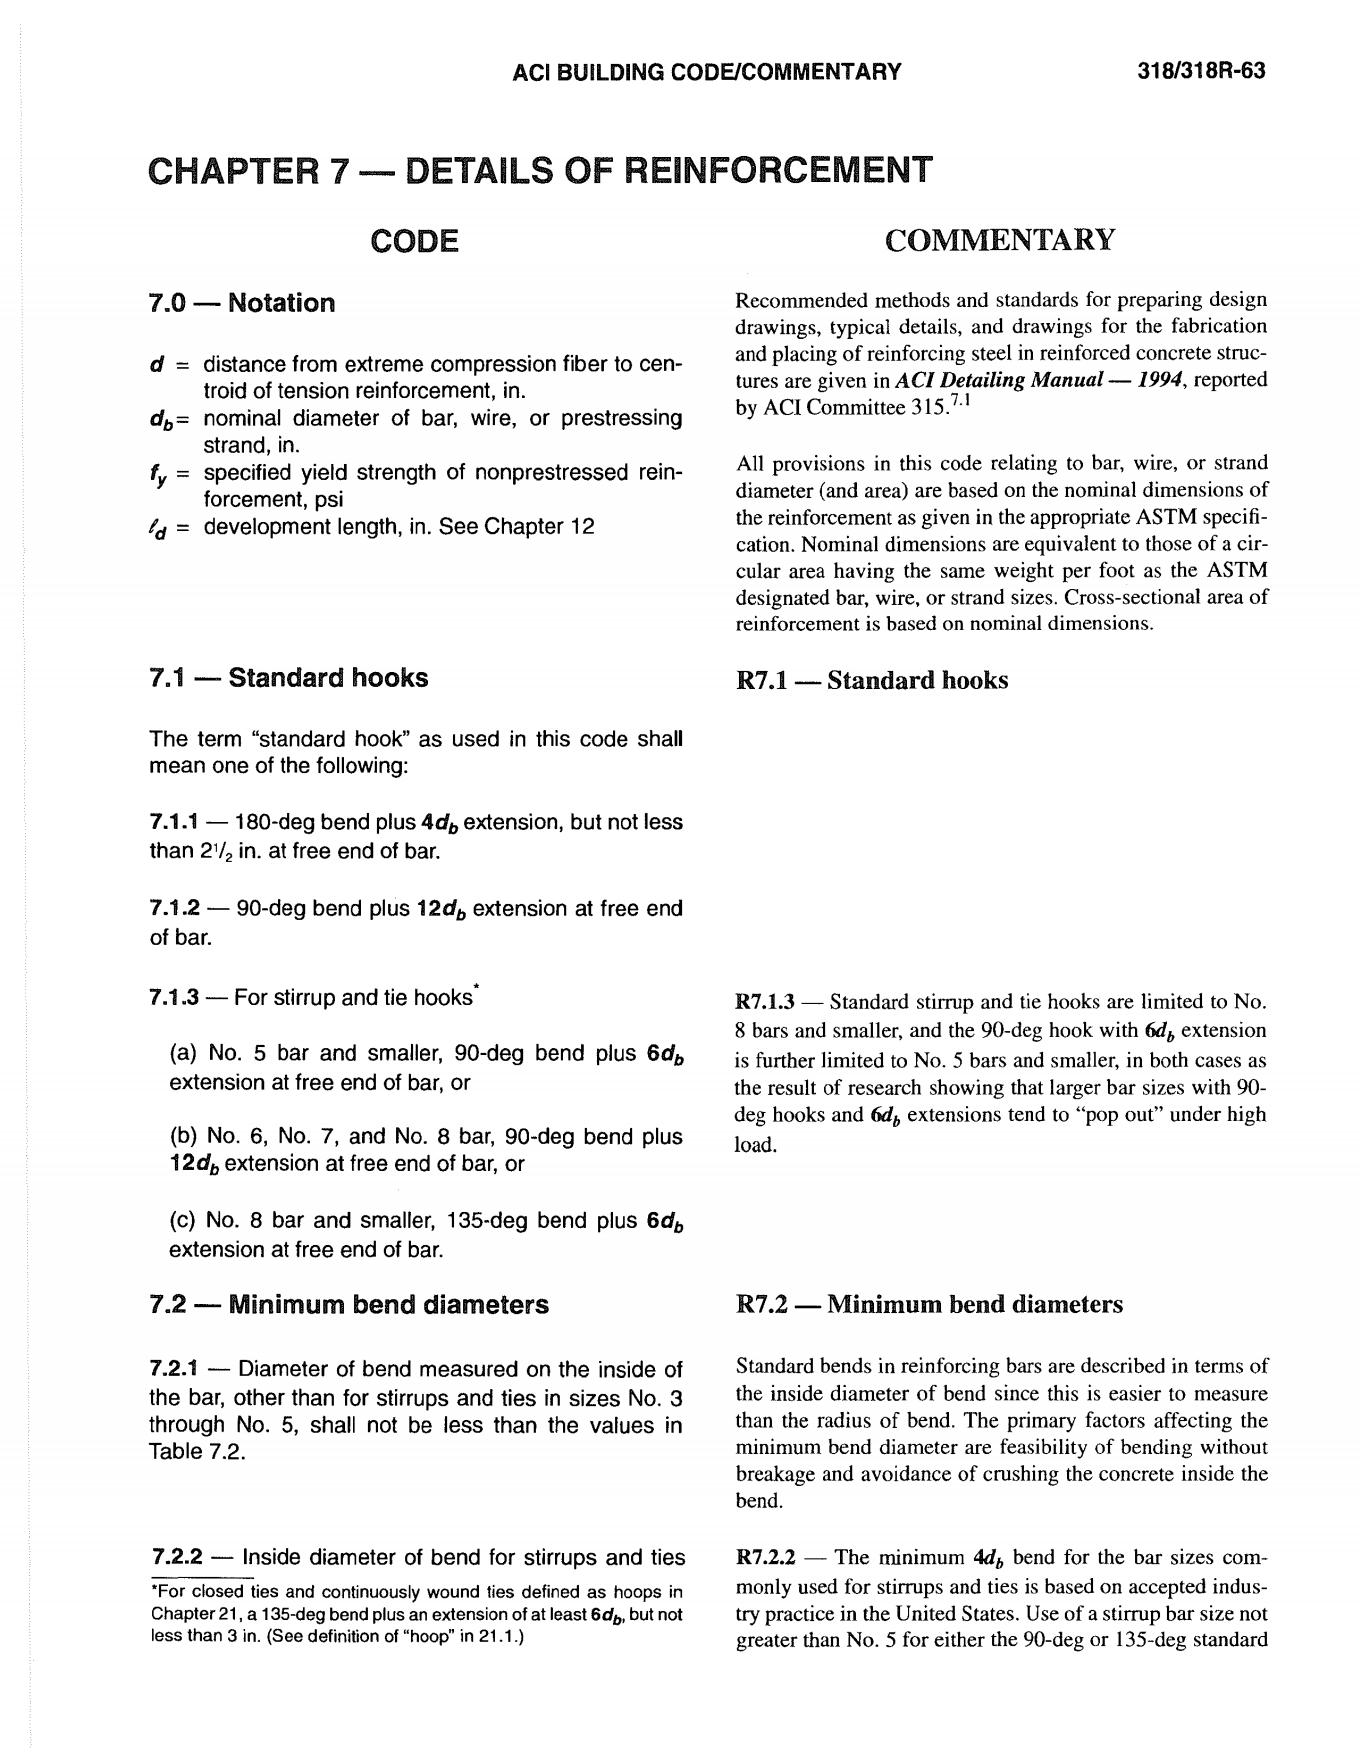 ACI BUILDING CODE/COMMENTARY 318/318R-63
CHAPTER 7 — DETAILS OF REINFORCEMENT
CODE
7.0 — Notation
d = distance from extreme compression fiber to cen-
troid of tension reinforcement, in.
db = nominal diameter of bar, wire, or prestressing
strand, in.
fy = specified yield strength of nonprestressed rein-
forcement, psi
ℓd = development length, in. See Chapter 12
7.1 — Standard hooks
The term “standard hook” as used in this code shall
mean one of the following:
7.1.1 — 180-deg bend plus 4db extension, but not less
than 2 1/2 in. at free end of bar.
7.1.2 — 90-deg bend plus 12db extension at free end
of bar.
7.1.3 — For stirrup and tie hooks*
(a) No. 5 bar and smaller, 90-deg bend plus 6db
extension at free end of bar, or
(b) No. 6, No. 7, and No. 8 bar, 90-deg bend plus
12db extension at free end of bar, or
(c) No. 8 bar and smaller, 135-deg bend plus 6db
extension at free end of bar.
7.2 — Minimum bend diameters
7.2.1 — Diameter of bend measured on the inside of
the bar, other than for stirrups and ties in sizes No. 3
through No. 5, shall not be less than the values in
Table 7.2.
7.2.2 — Inside diameter of bend for stirrups and ties
*For closed ties and continuously wound ties defined as hoops in
Chapter 21, a 135-deg bend plus an extension of at least 6db, but not
less than 3 in. (See definition of “hoop” in 21.1.)
COMMENTARY
Recommended methods and standards for preparing design
drawings, typical details, and drawings for the fabrication
and placing of reinforcing steel in reinforced concrete struc-
tures are given in ACI Detailing Manual — 1994, reported
by ACI Committee 315.7.1
All provisions in this code relating to bar, wire, or strand
diameter (and area) are based on the nominal dimensions of
the reinforcement as given in the appropriate ASTM specifi-
cation. Nominal dimensions are equivalent to those of a cir-
cular area having the same weight per foot as the ASTM
designated bar, wire, or strand sizes. Cross-sectional area of
reinforcement is based on nominal dimensions.
R7.1 — Standard hooks
R7.1.3 — Standard stirrup and tie hooks are limited to No.
8 bars and smaller, and the 90-deg hook with 6db extension
is further limited to No. 5 bars and smaller, in both cases as
the result of research showing that larger bar sizes with 90-
deg hooks and 6db extensions tend to “pop out” under high
load.
R7.2 — Minimum bend diameters
Standard bends in reinforcing bars are described in terms of
the inside diameter of bend since this is easier to measure
than the radius of bend. The primary factors affecting the
minimum bend diameter are feasibility of bending without
breakage and avoidance of crushing the concrete inside the
bend.
R7.2.2 — The minimum 4db bend for the bar sizes com-
monly used for stirrups and ties is based on accepted indus-
try practice in the United States. Use of a stirrup bar size not
greater than No. 5 for either the 90-deg or 135-deg standard